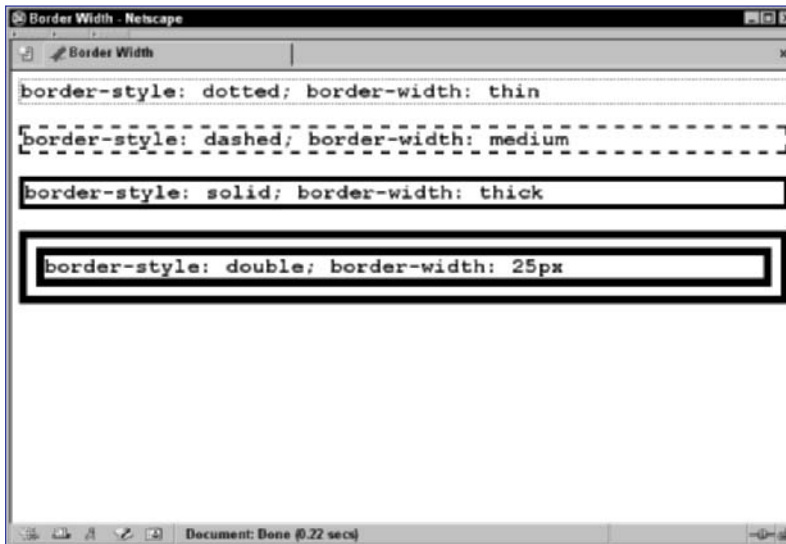 Border Width - Netscape
Border Width
border-style: dotted; border-width: thin
border-style: dashed; border-width: medium
border-style: solid; border-width: thick
border-style: double; border-width: 25px
Document: Done (0.22 secs)